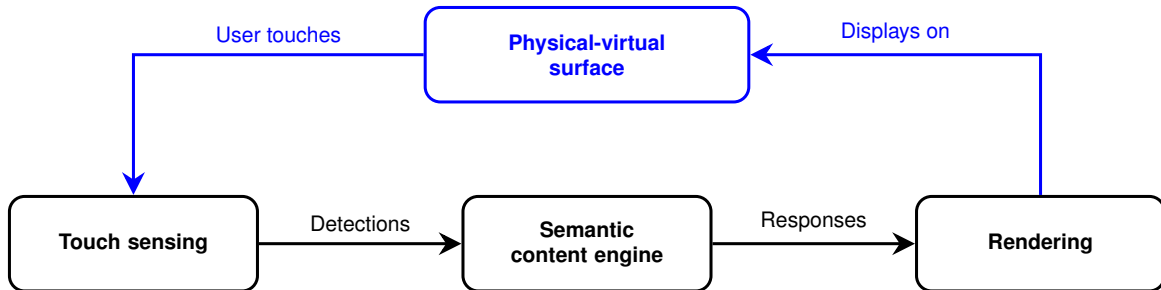 User touches
Physical-virtual
surface
Displays on
Touch sensing
Detections
Semantic
content engine
Responses
Rendering